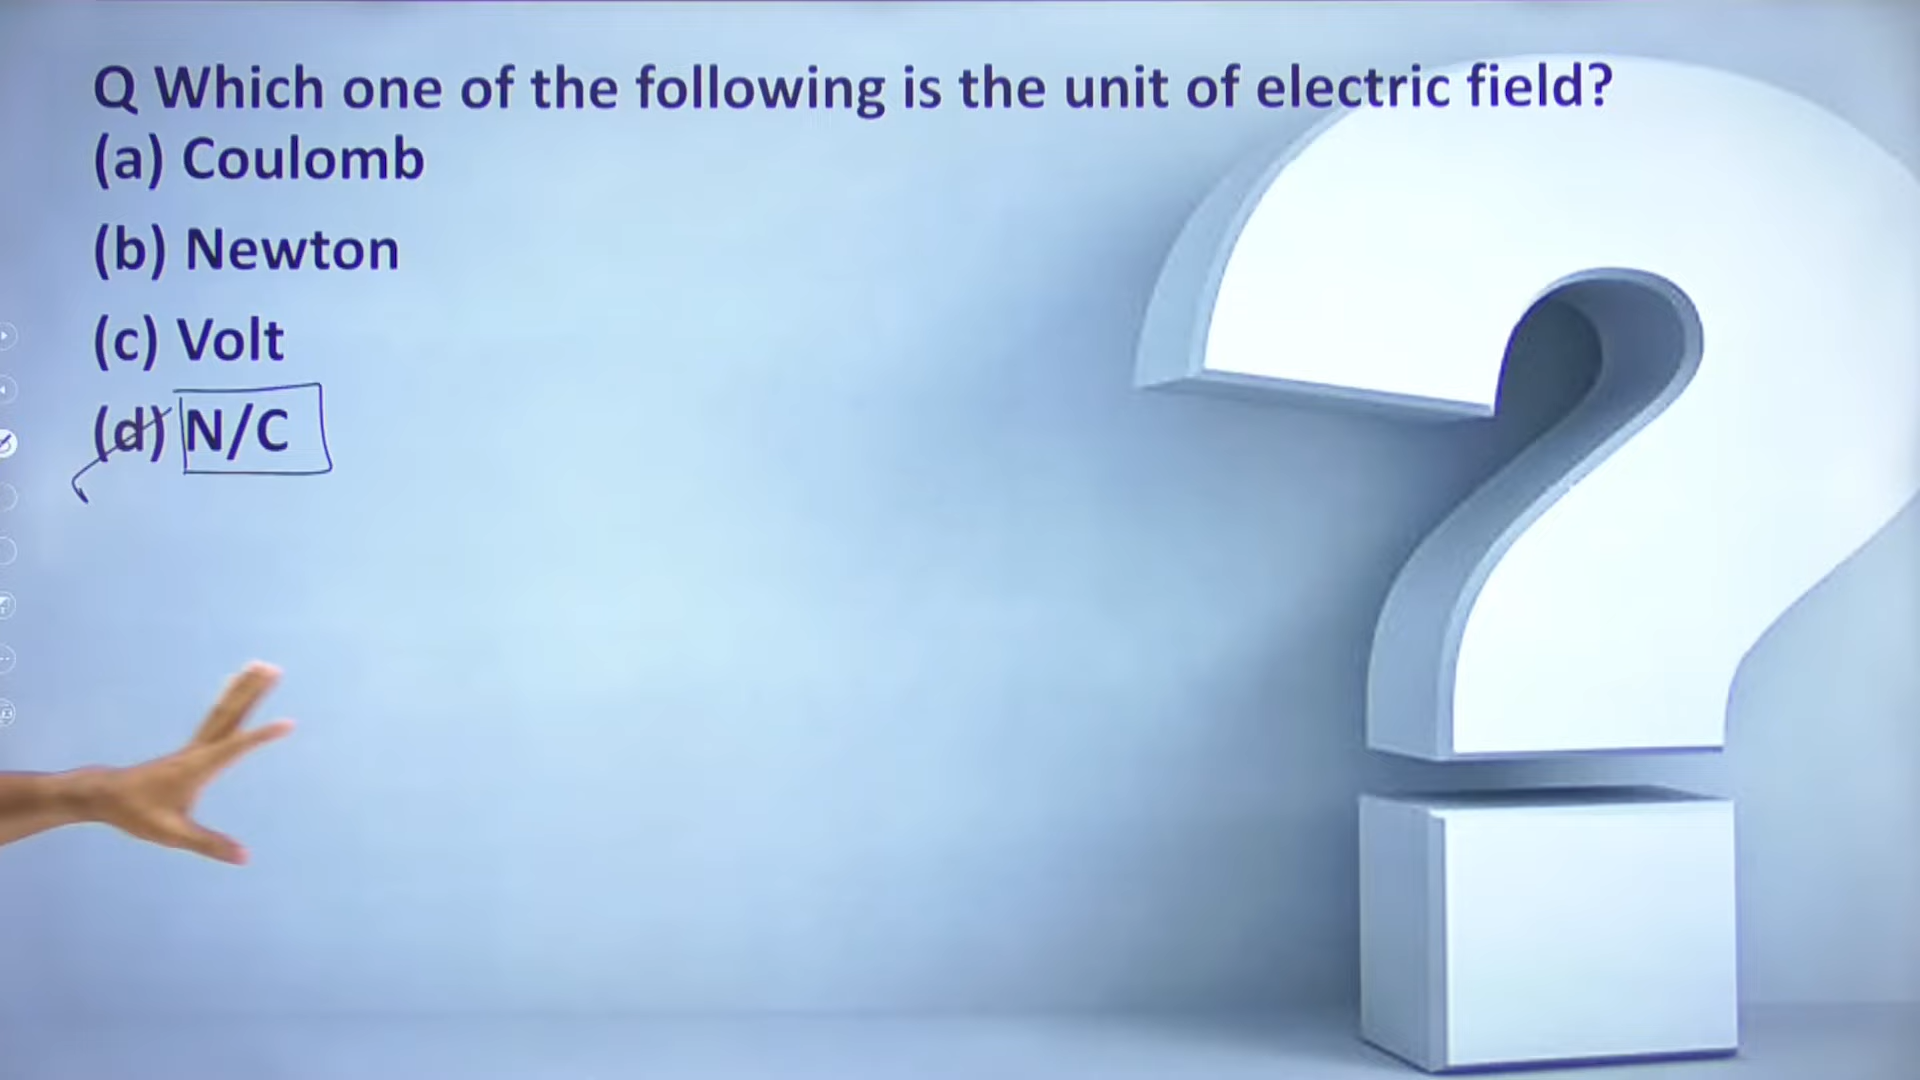 Q Which one of the following is the unit of electric field?
(a) Coulomb
(b) Newton
(c) Volt
(d) N/C